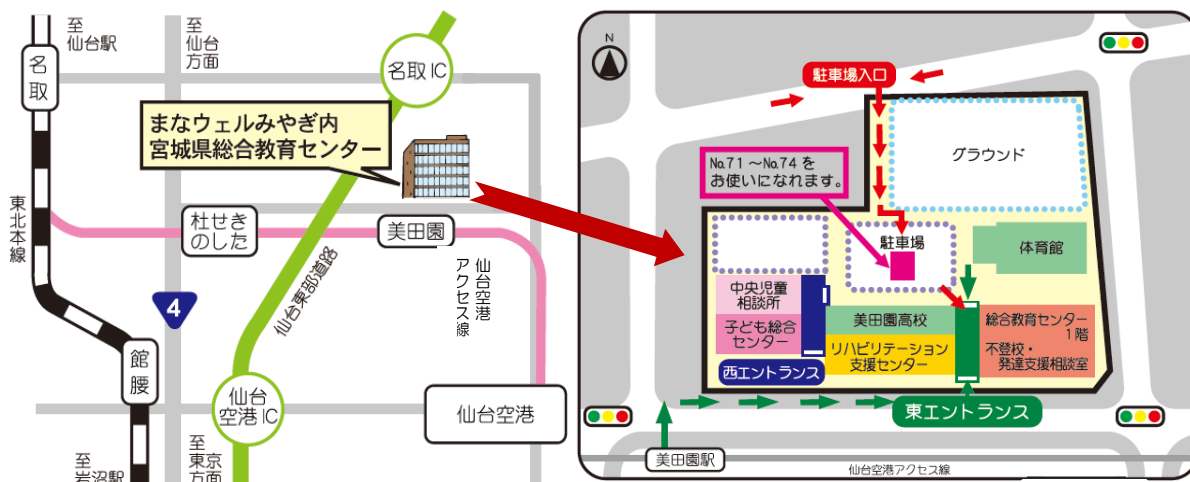 至
仙台駅
至
仙台
方面
名取
名取IC
まなウェルみやぎ内
宮城県総合教育センター
東北本線
杜せき
のした
美田園
仙台空港
アクセス線
仙台東部道路
4
館腰
仙台
空港IC
仙台空港
至
岩沼駅
至
東京
方面
N
駐車場入口
グラウンド
No.71～No.74を
お使いになれます。
駐車場
体育館
中央児童
相談所
子ども総合
センター
美田園高校
リハビリテーション
支援センター
総合教育センター
1階
不登校・
発達支援相談室
西エントランス
東エントランス
美田園駅
仙台空港アクセス線